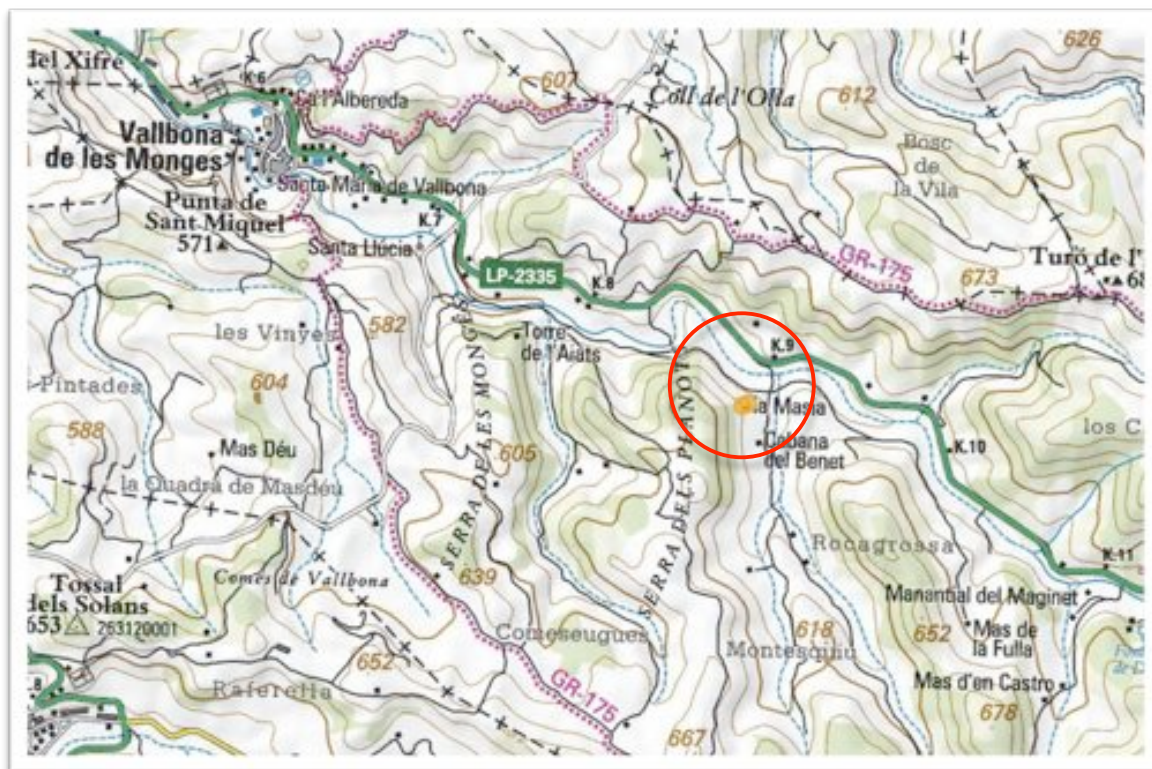 del Xifré
K-6
la l'Albereda
607
Coll de l'Olla
612
626
Vallbona
de les Monges
Bosc
de
la Vila
Santa Maria de Vallbona
Punta de
Sant Miquel
571
K.7
Santa Llúcia
LP-2335
K.8
GR-175
673
Turó de l'
68
les Vinyes
582
Torre
de l'Aiats
K.9
Pintades
604
SERRA DE LES MONGE
SERRA DELS PLANOTS
la Masia
Cabana
del Benet
588
Mas Déu
605
K.10
los C
la Quadra de Masdéu
Rocagrossa
K.11
Tossal
dels Solans
653
263120001
Comes de Vallbona
639
Manantial del Maginet
Comeseugues
618
652
Mas de
la Fulla
Montesquiu
652
Raferella
GR-175
Mas d'en Castro
678
667
8